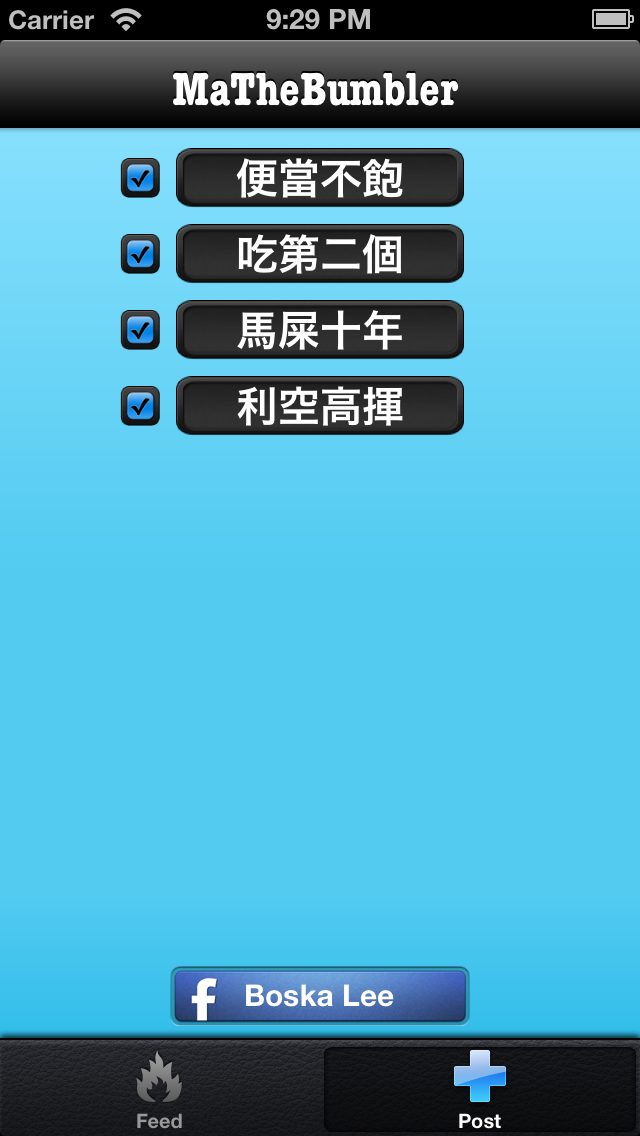 Carrier 9:29 PM
MaTheBumbler
便當不飽
吃第二個
馬屎十年
利空高揮
Boska Lee
Feed Post